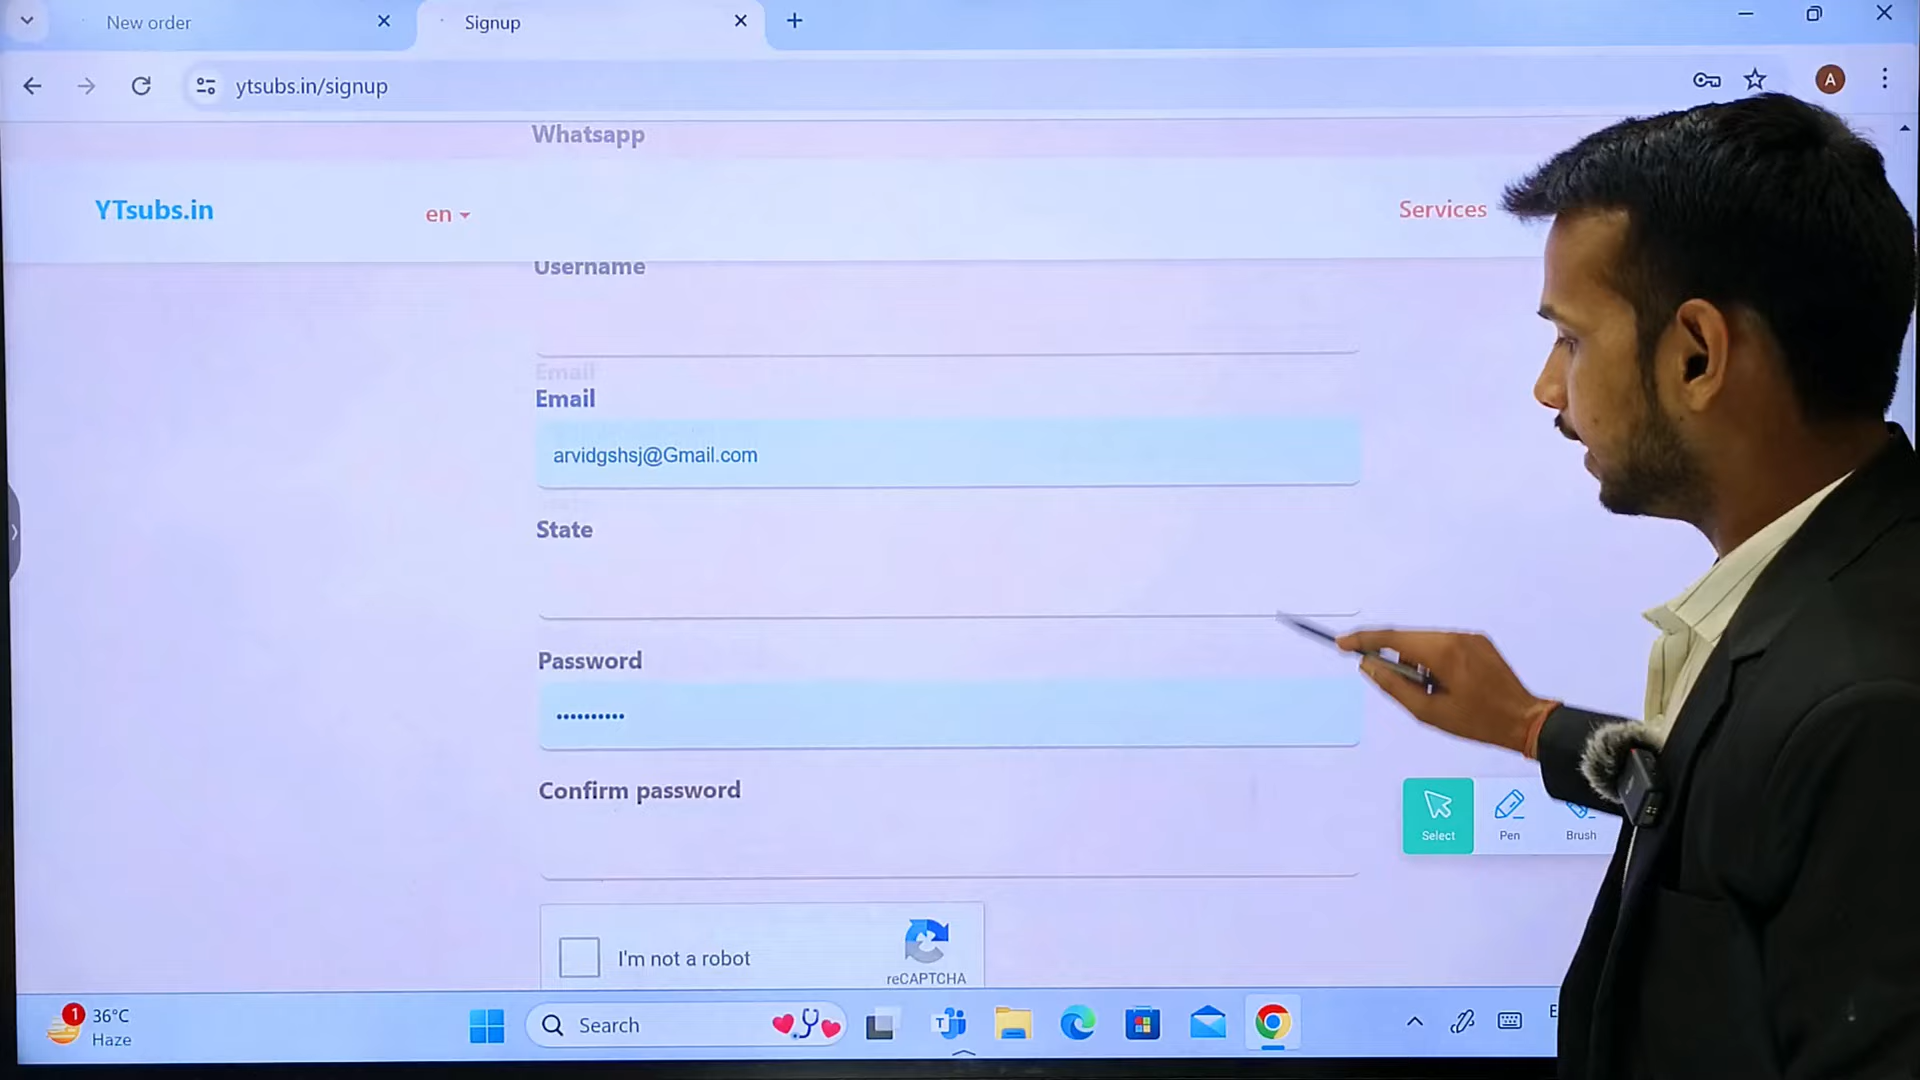 New order
Signup
ytsubs.in/signup
A
Whatsapp
YTsubs.in
en
Services
Username
Email
Email
arvidgshsj@Gmail.com
State
Password
••••••••••
Confirm password
Select
Pen
Brush
I'm not a robot
reCAPTCHA
1
36°C
Haze
Search